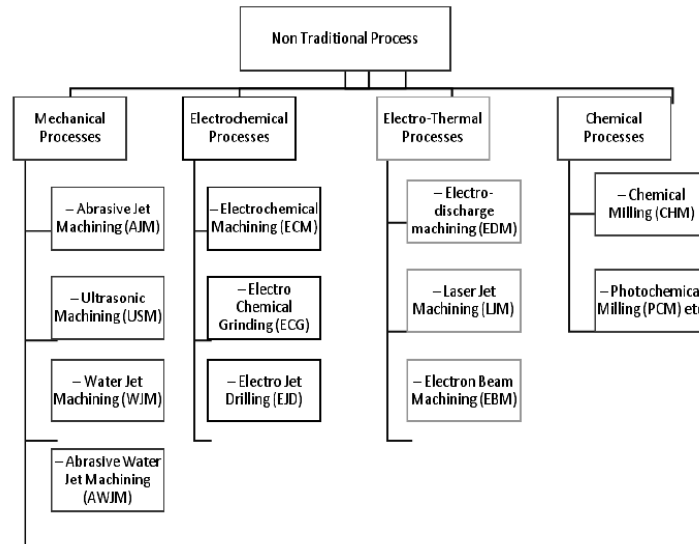 Non Traditional Process
Mechanical
Processes
– Abrasive Jet
Machining (AJM)
– Ultrasonic
Machining (USM)
– Water Jet
Machining (WJM)
– Abrasive Water
Jet Machining
(AWJM)
Electrochemical
Processes
– Electrochemical
Machining (ECM)
– Electro
Chemical
Grinding (ECG)
– Electro Jet
Drilling (EJD)
Electro-Thermal
Processes
– Electro-
discharge
machining (EDM)
– Laser Jet
Machining (LJM)
– Electron Beam
Machining (EBM)
Chemical
Processes
– Chemical
Milling (CHM)
– Photochemical
Milling (PCM) etc